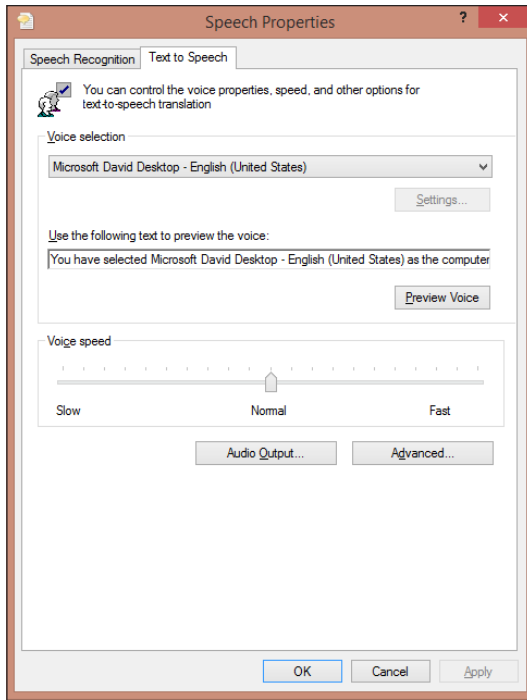 Speech Properties
?
Speech Recognition
Text to Speech
You can control the voice properties, speed, and other options for
text-to-speech translation
Voice selection
Microsoft David Desktop - English (United States)
Settings...
Use the following text to preview the voice:
You have selected Microsoft David Desktop - English (United States) as the computer
Preview Voice
Voice speed
Slow
Normal
Fast
Audio Output...
Advanced...
OK
Cancel
Apply